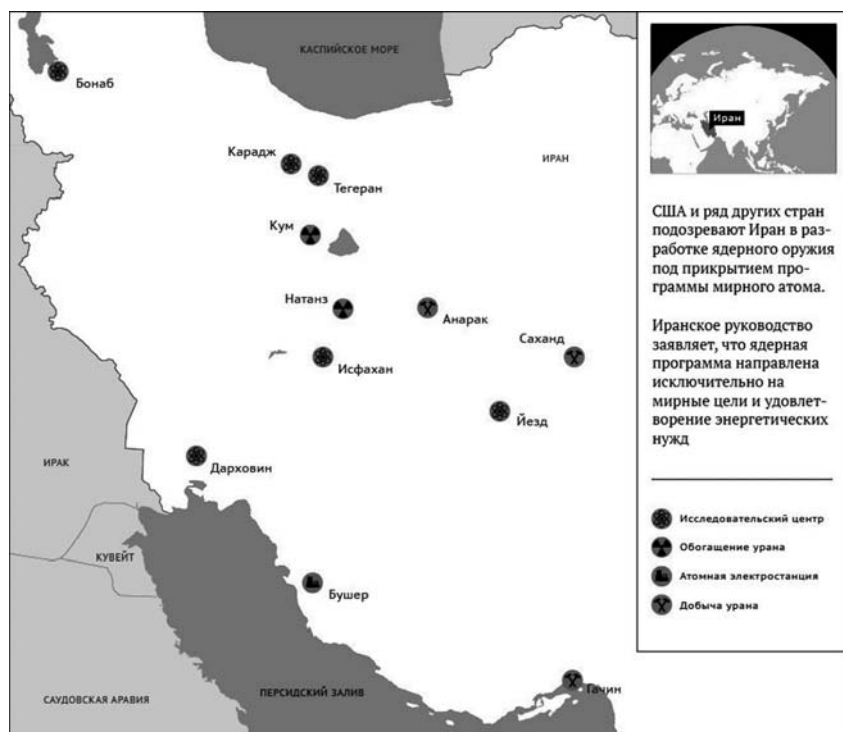 КАСПИЙСКОЕ МОРЕ
Бонаб
Карадж
Тегеран
ИРАН
Кум
Натанз
Анарак
Саханд
Исфахан
Йезд
ИРАК
Дарховин
КУВЕЙТ
Бушер
САУДОВСКАЯ АРАВИЯ
ПЕРСИДСКИЙ ЗАЛИВ
Гачин
Иран
США и ряд других стран
подозревают Иран в раз-
работке ядерного оружия
под прикрытием про-
граммы мирного атома.
Иранское руководство
заявляет, что ядерная
программа направлена
исключительно на
мирные цели и удовлет-
ворение энергетических
нужд
Исследовательский центр
Обогащение урана
Атомная электростанция
Добыча урана